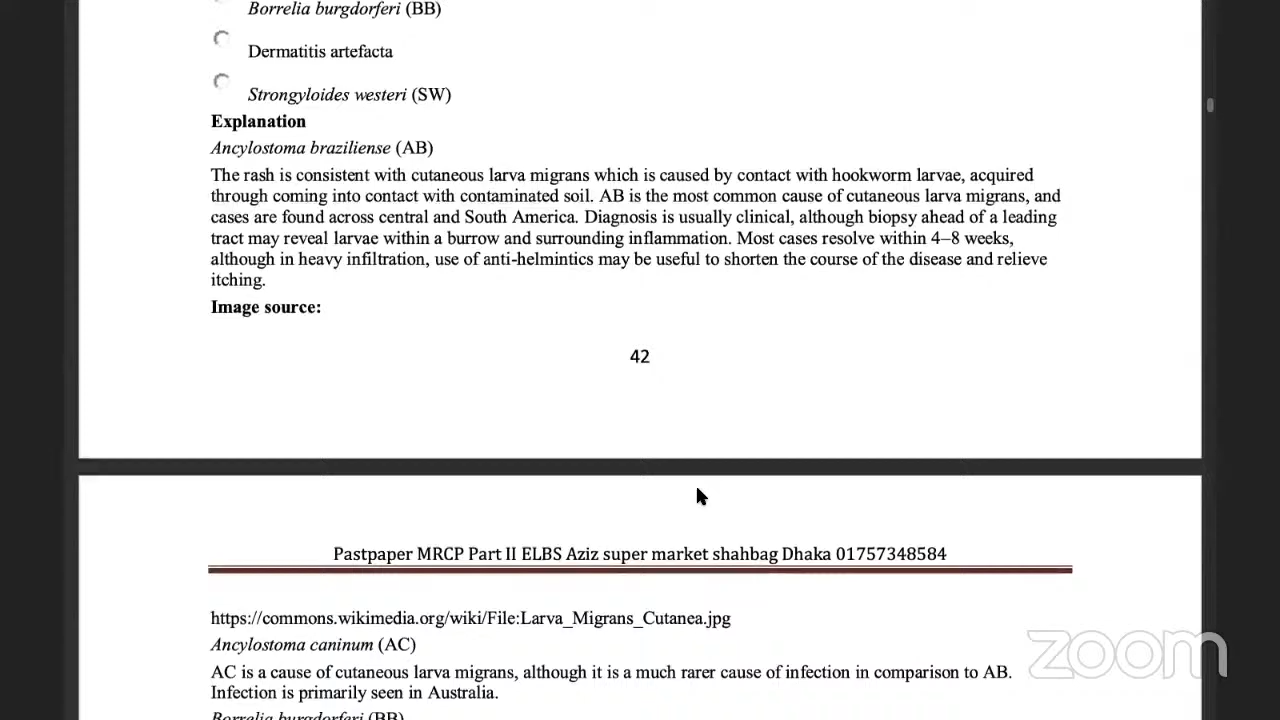 Borrelia burgdorferi (BB)
Dermatitis artefacta
Strongyloides westeri (SW)
Explanation
Ancylostoma braziliense (AB)
The rash is consistent with cutaneous larva migrans which is caused by contact with hookworm larvae, acquired
through coming into contact with contaminated soil. AB is the most common cause of cutaneous larva migrans, and
cases are found across central and South America. Diagnosis is usually clinical, although biopsy ahead of a leading
tract may reveal larvae within a burrow and surrounding inflammation. Most cases resolve within 4–8 weeks,
although in heavy infiltration, use of anti-helmintics may be useful to shorten the course of the disease and relieve
itching.
Image source:
42
Pastpaper MRCP Part II ELBS Aziz super market shahbag Dhaka 01757348584
https://commons.wikimedia.org/wiki/File:Larva_Migrans_Cutanea.jpg
Ancylostoma caninum (AC)
AC is a cause of cutaneous larva migrans, although it is a much rarer cause of infection in comparison to AB.
Infection is primarily seen in Australia.
Borrelia burgdorferi (BB)
zoom